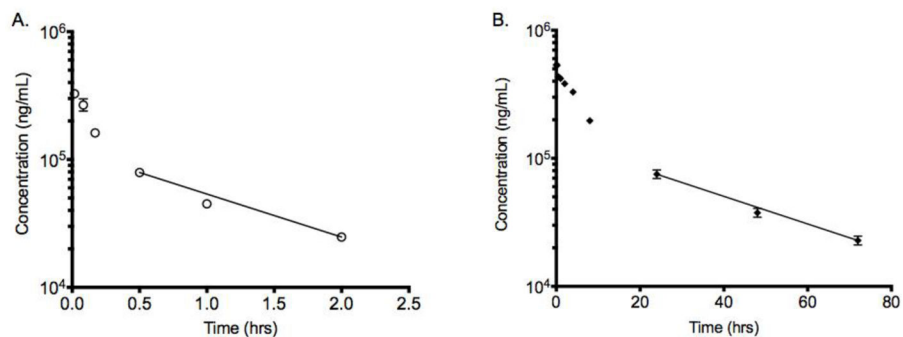 A.
10⁶
10⁵
10⁴
Concentration (ng/mL)
0.0 0.5 1.0 1.5 2.0 2.5
Time (hrs)
B.
10⁶
10⁵
10⁴
Concentration (ng/mL)
0 20 40 60 80
Time (hrs)